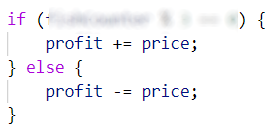 if () {
profit += price;
} else {
profit -= price;
}